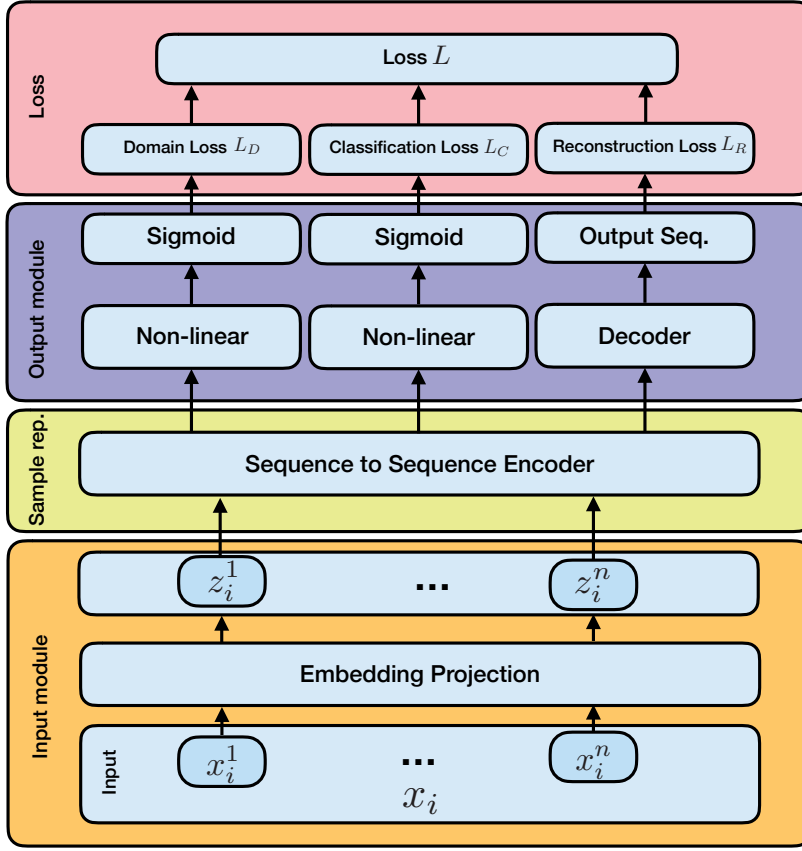 Loss
Loss L
Domain Loss L_D
Classification Loss L_C
Reconstruction Loss L_R
Output module
Sigmoid
Sigmoid
Output Seq.
Non-linear
Non-linear
Decoder
Sample rep.
Sequence to Sequence Encoder
Input module
z_i^1
...
z_i^n
Embedding Projection
Input
x_i^1
...
x_i^n
x_i